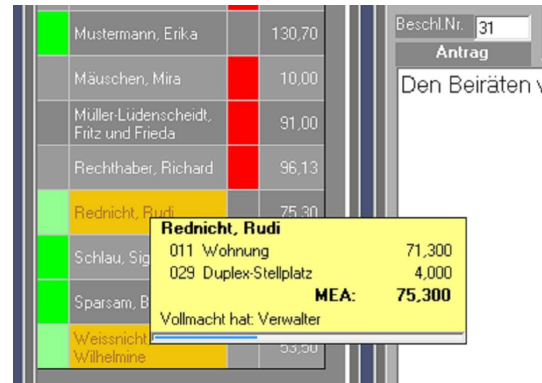 Mustermann, Erika 130,70
Mäuschen, Mira 10,00
Müller-Lüdenscheidt,
Fritz und Frieda 91,00
Rechthaber, Richard 96,13
Rednicht, Rudi 75,30
Schlau, Sig
Sparsam, B
Weissnicht
Wilhelmine 53,50
Rednicht, Rudi
011 Wohnung 71,300
029 Duplex-Stellplatz 4,000
MEA: 75,300
Vollmacht hat: Verwalter
Beschl.Nr. 31
Antrag
Den Beiräten